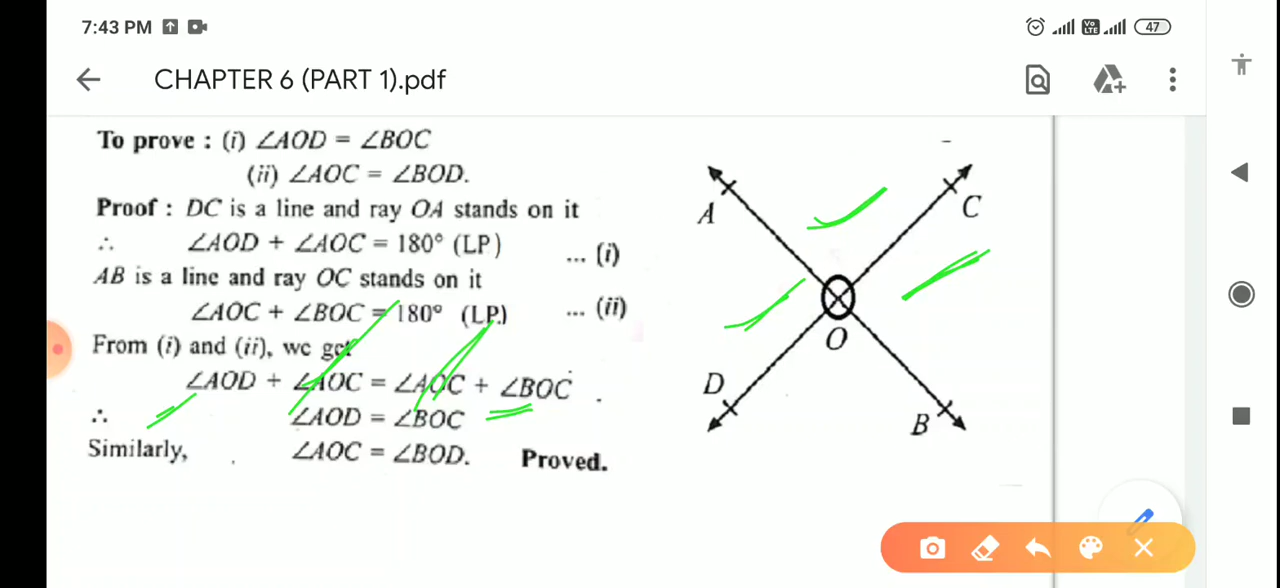 7:43 PM
Vo LTE
47
CHAPTER 6 (PART 1).pdf
To prove : (i) ∠AOD = ∠BOC
(ii) ∠AOC = ∠BOD.
Proof : DC is a line and ray OA stands on it
∴ ∠AOD + ∠AOC = 180° (LP) ... (i)
AB is a line and ray OC stands on it
∠AOC + ∠BOC = 180° (LP.) ... (ii)
From (i) and (ii), we get
∠AOD + ∠AOC = ∠AOC + ∠BOC .
∴ ∠AOD = ∠BOC
Similarly, ∠AOC = ∠BOD. Proved.
A
C
O
D
B